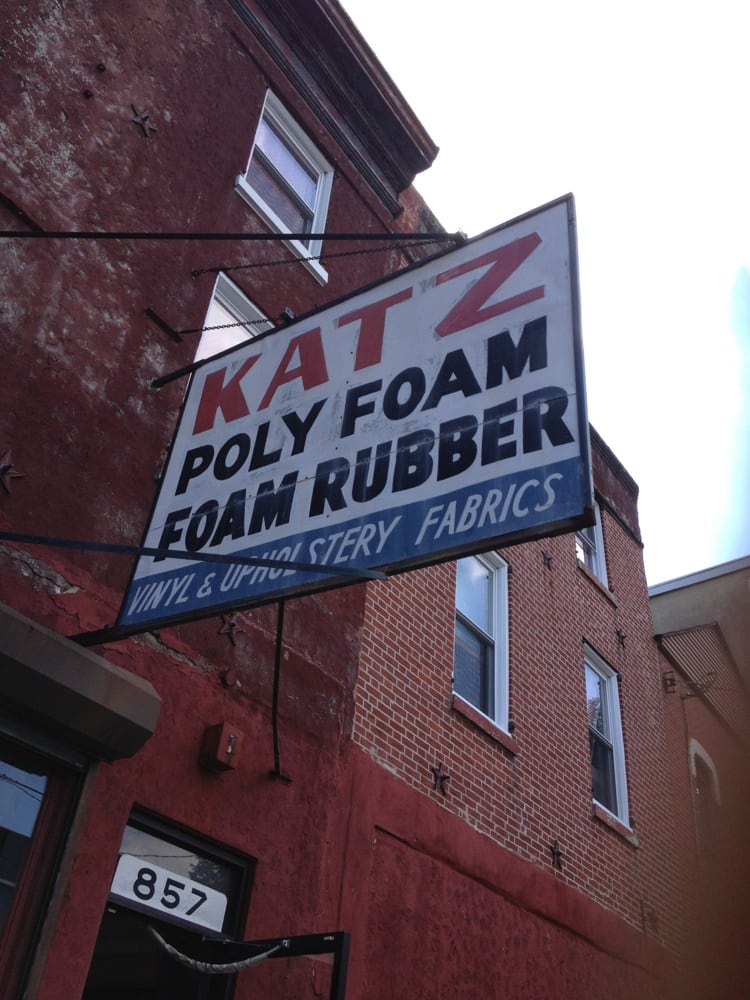 KATZ
POLY FOAM
FOAM RUBBER
VINYL & UPHOLSTERY FABRICS
857